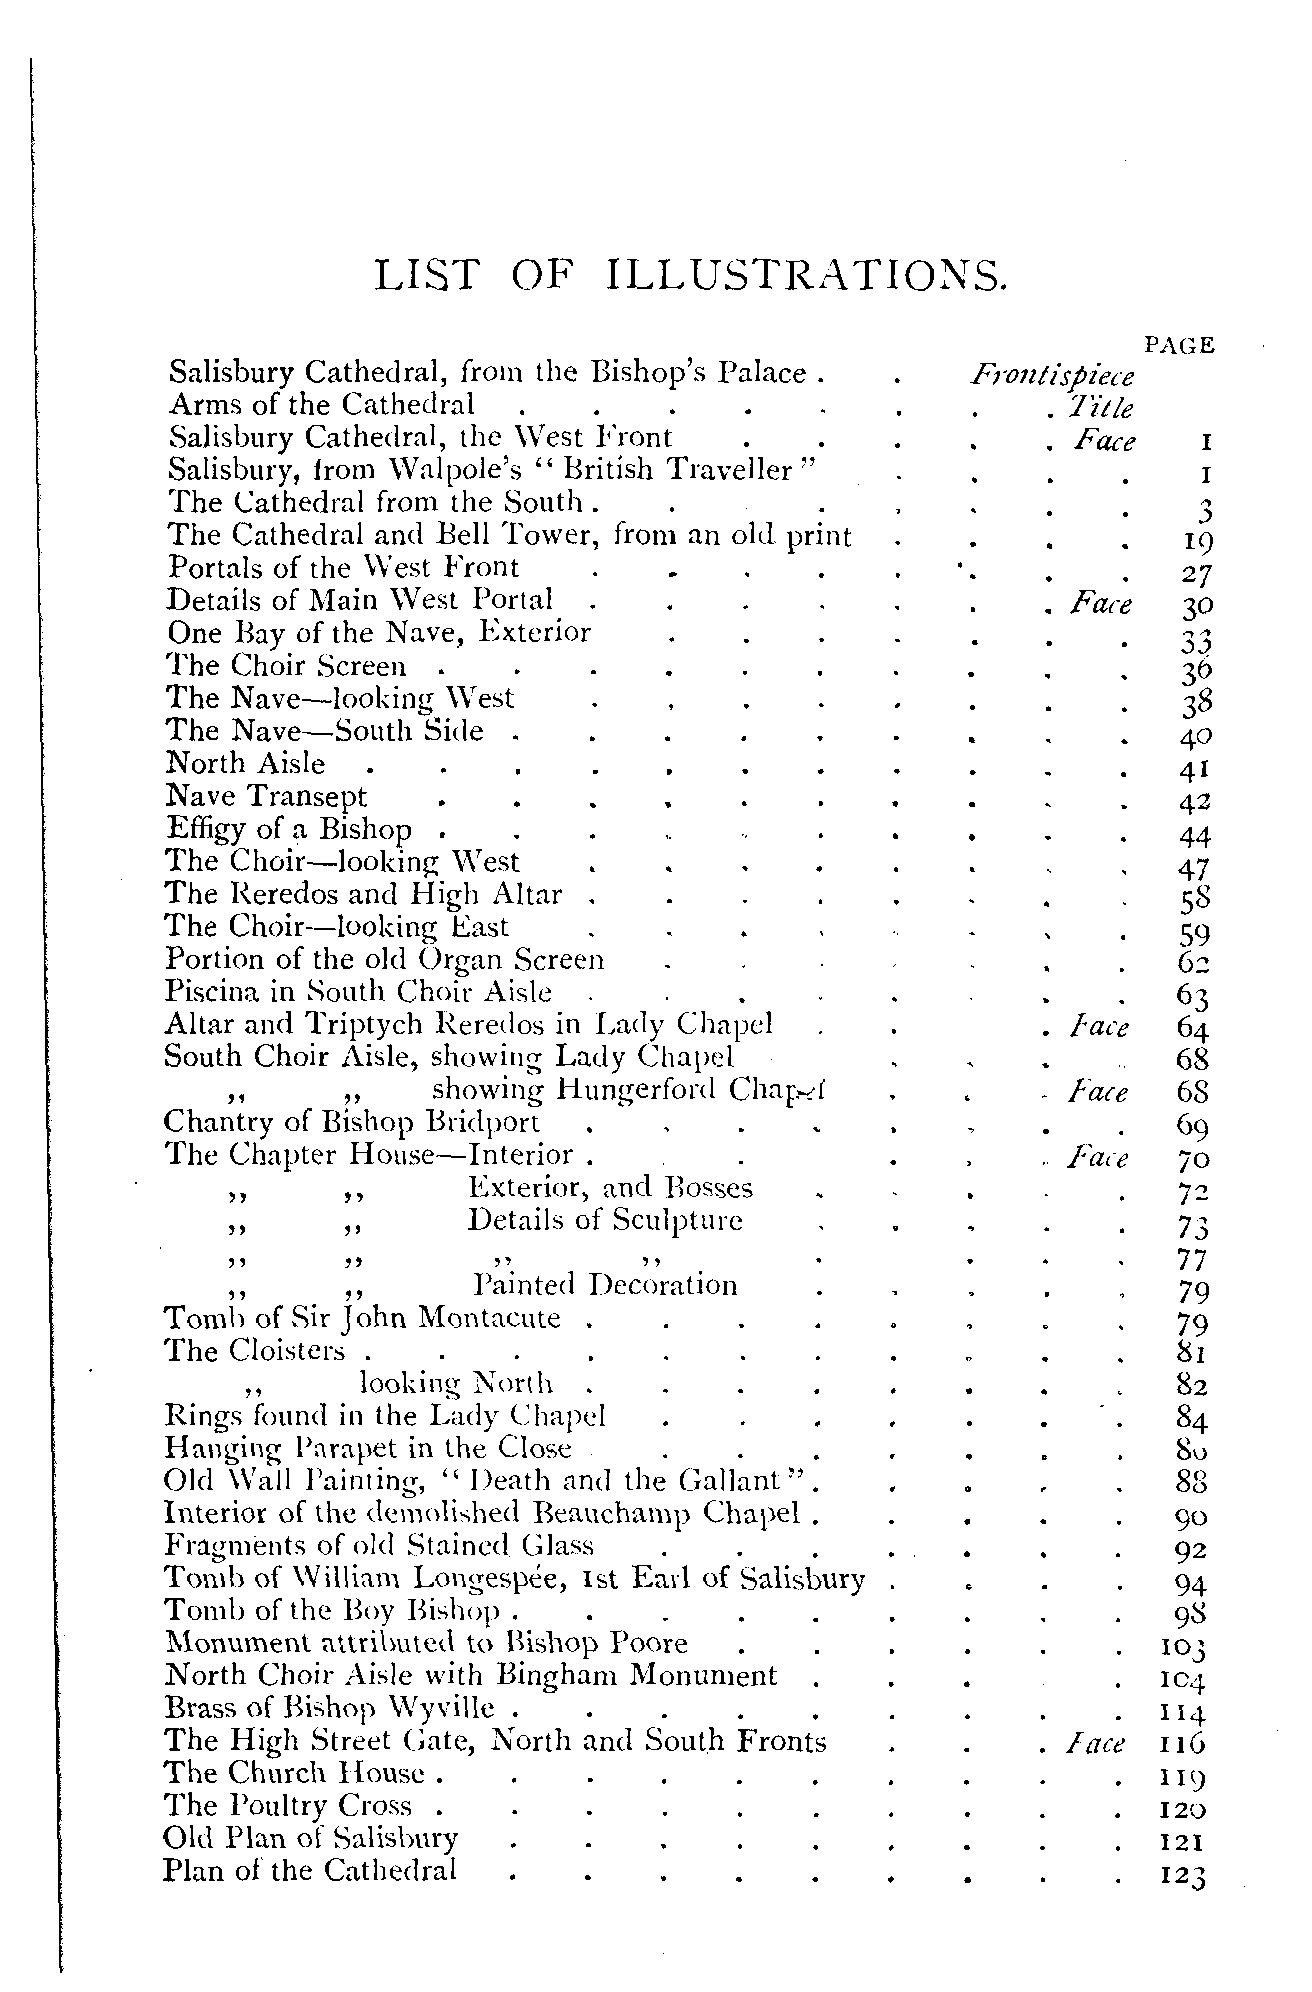 LIST OF ILLUSTRATIONS.
PAGE
Salisbury Cathedral, from the Bishop's Palace . . Frontispiece
Arms of the Cathedral . . . . . . . . Title
Salisbury Cathedral, the West Front . . . . . Face 1
Salisbury, from Walpole's “British Traveller” . . . . 1
The Cathedral from the South . . . . . . . 3
The Cathedral and Bell Tower, from an old print . . . . 19
Portals of the West Front . . . . . . . . 27
Details of Main West Portal . . . . . . . Face 30
One Bay of the Nave, Exterior . . . . . . . 33
The Choir Screen . . . . . . . . . . 36
The Nave—looking West . . . . . . . . 38
The Nave—South Side . . . . . . . . . 40
North Aisle . . . . . . . . . . . 41
Nave Transept . . . . . . . . . . 42
Effigy of a Bishop . . . . . . . . . . 44
The Choir—looking West . . . . . . . . 47
The Reredos and High Altar . . . . . . . . 58
The Choir—looking East . . . . . . . . 59
Portion of the old Organ Screen . . . . . . . 62
Piscina in South Choir Aisle . . . . . . . . 63
Altar and Triptych Reredos in Lady Chapel . . . Face 64
South Choir Aisle, showing Lady Chapel . . . . 68
,, ,, showing Hungerford Chapel . . . Face 68
Chantry of Bishop Bridport . . . . . . . . 69
The Chapter House—Interior . . . . . . Face 70
,, ,, Exterior, and Bosses . . . . . 72
,, ,, Details of Sculpture . . . . . 73
,, ,, ,, ,, . . . . 77
,, ,, Painted Decoration . . . . . 79
Tomb of Sir John Montacute . . . . . . . . 79
The Cloisters . . . . . . . . . . . 81
,, looking North . . . . . . . . 82
Rings found in the Lady Chapel . . . . . . . 84
Hanging Parapet in the Close . . . . . . .
Old Wall Painting, “Death and the Gallant” . . . . . 88
Interior of the demolished Beauchamp Chapel . . . . . 90
Fragments of old Stained Glass . . . . . . . 92
Tomb of William Longespée, 1st Earl of Salisbury . . . . 94
Tomb of the Boy Bishop . . . . . . . . . 98
Monument attributed to Bishop Poore . . . . . . 103
North Choir Aisle with Bingham Monument . . . . 104
Brass of Bishop Wyville . . . . . . . . . 114
The High Street Gate, North and South Fronts . . . Face 116
The Church House . . . . . . . . . . 119
The Poultry Cross . . . . . . . . . . 120
Old Plan of Salisbury . . . . . . . . . 121
Plan of the Cathedral . . . . . . . . . 123